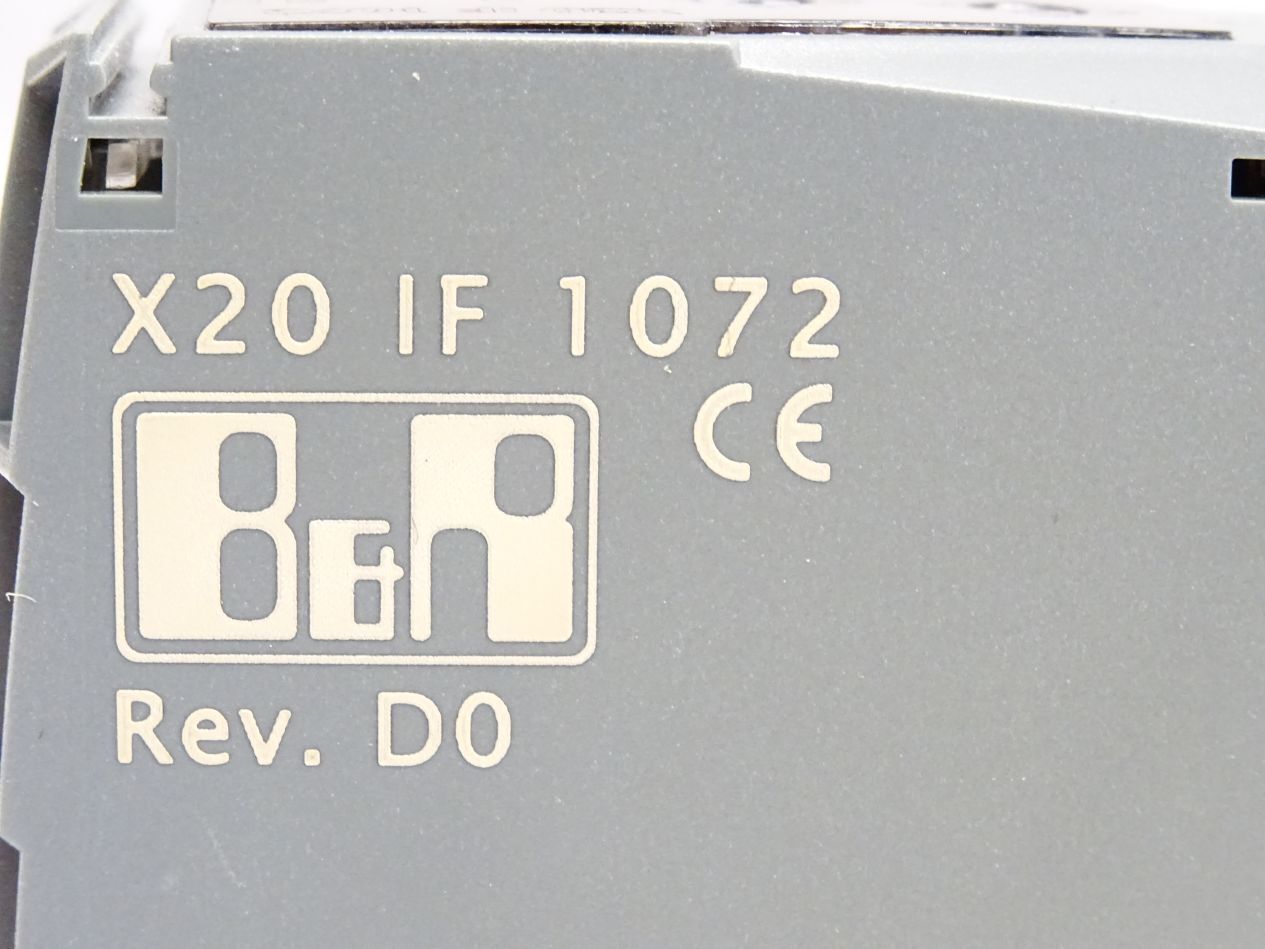 X20 IF 1072
CE
B&R
Rev. D0